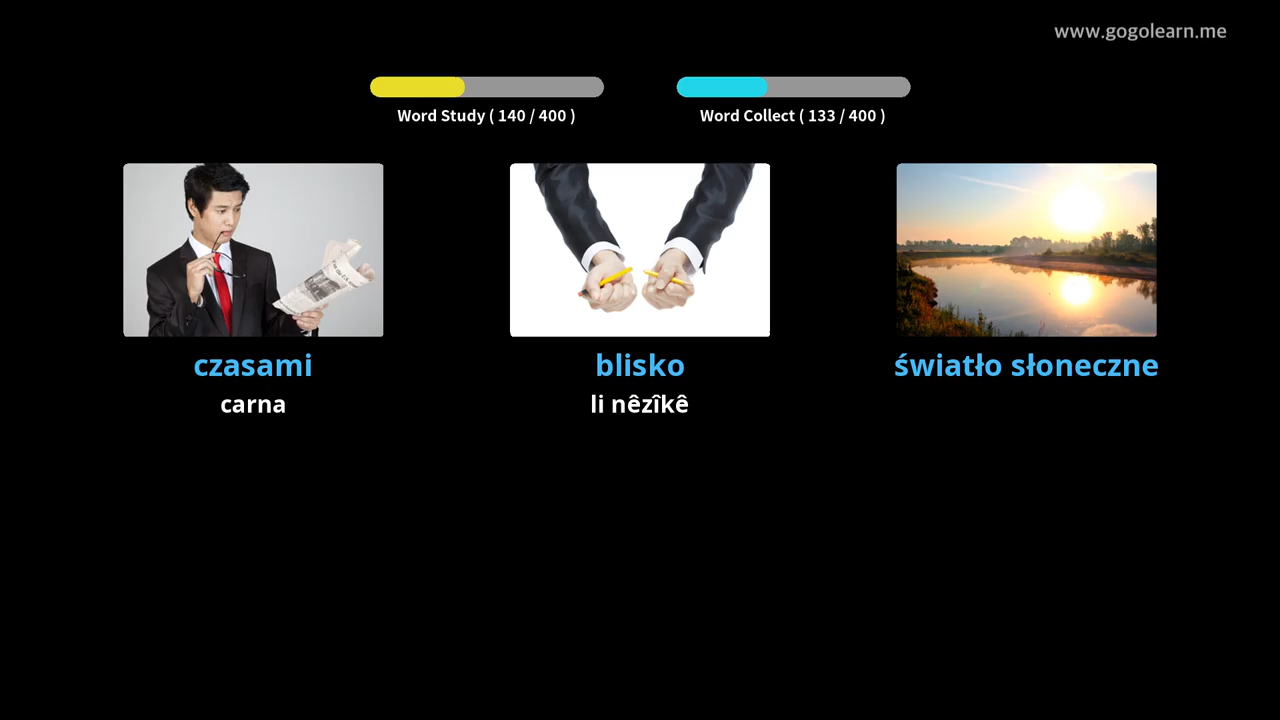 www.gogolearn.me
Word Study ( 140 / 400 )
Word Collect ( 133 / 400 )
czasami
carna
blisko
li nêzîkê
światło słoneczne